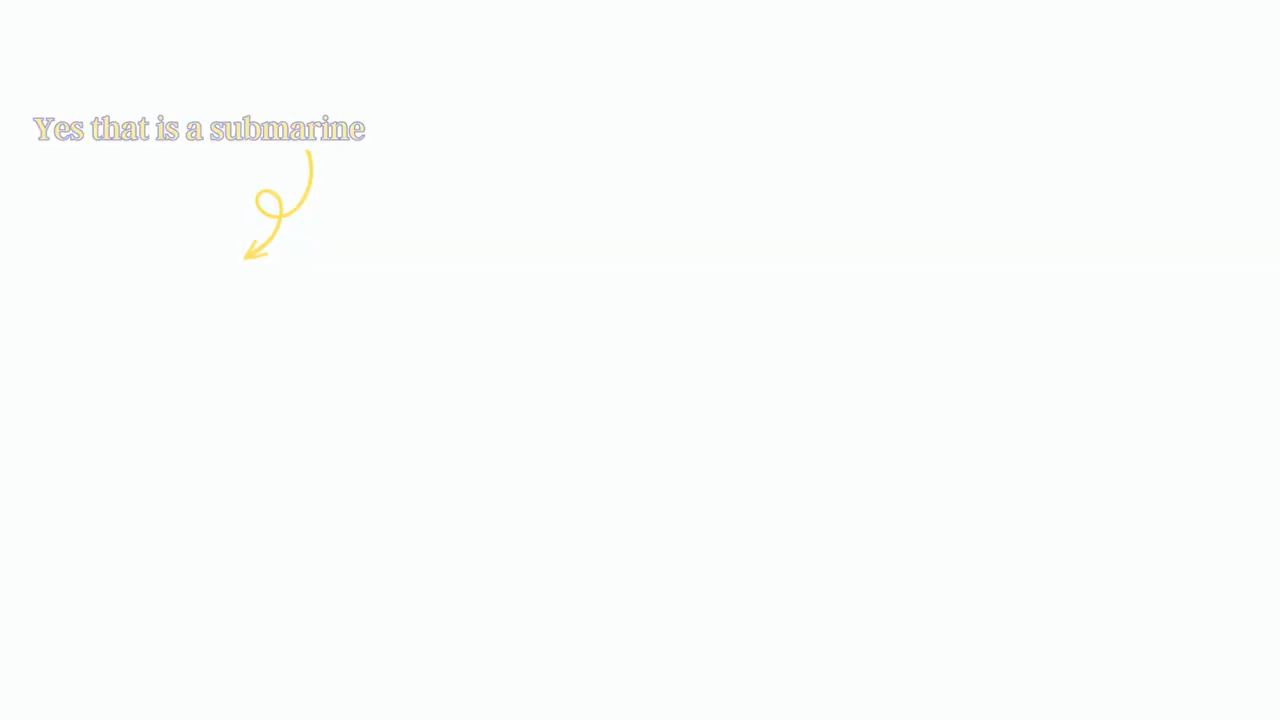 Yes that is a submarine